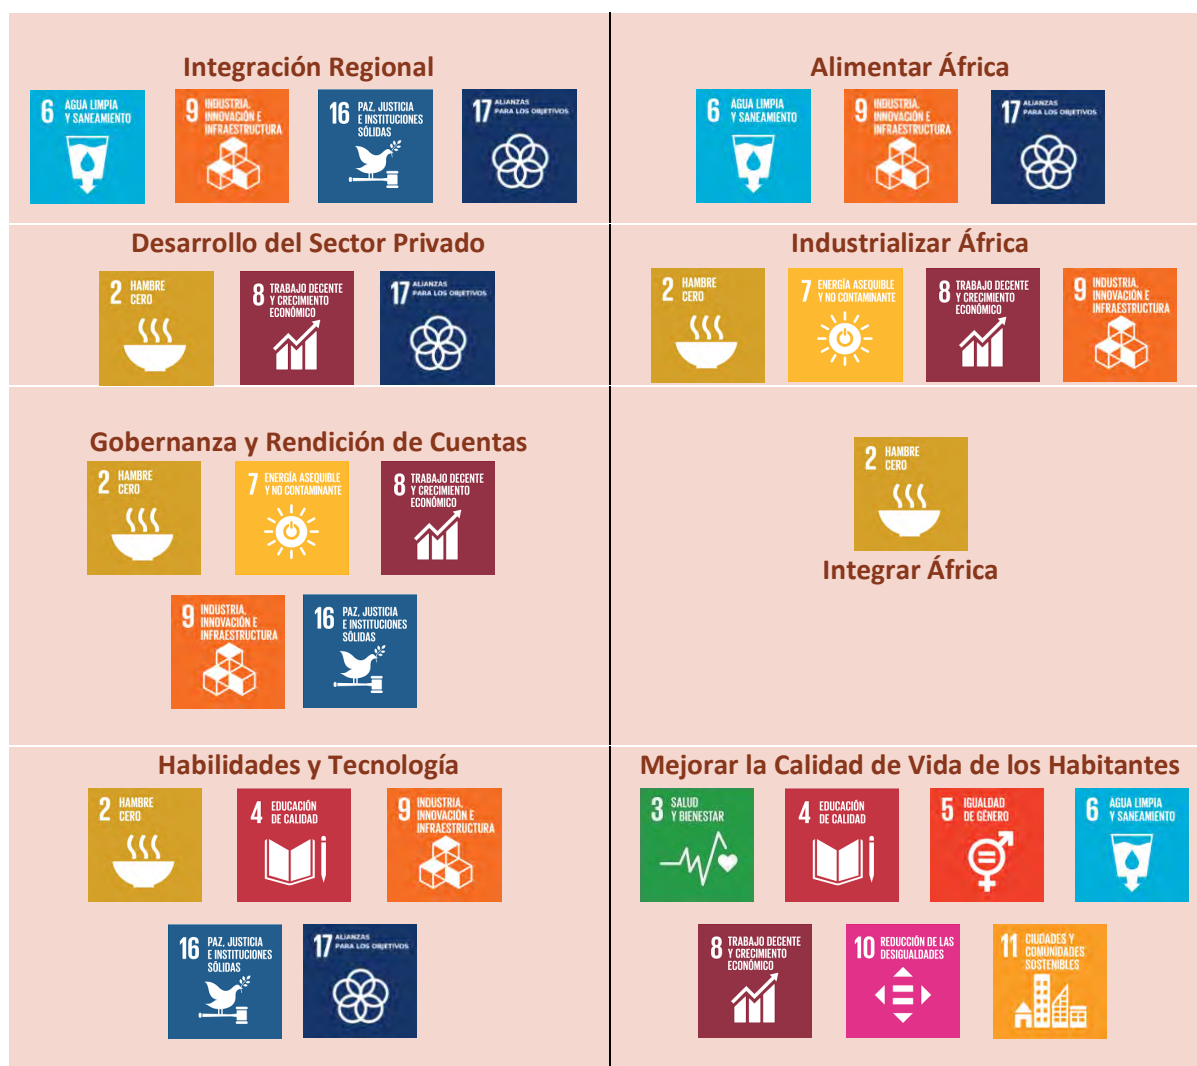 Integración Regional
6 AGUA LIMPIA
Y SANEAMIENTO
9 INDUSTRIA,
INNOVACIÓN E
INFRAESTRUCTURA
16 PAZ, JUSTICIA
E INSTITUCIONES
SÓLIDAS
17 ALIANZAS
PARA LOS OBJETIVOS
Alimentar África
6 AGUA LIMPIA
Y SANEAMIENTO
9 INDUSTRIA,
INNOVACIÓN E
INFRAESTRUCTURA
17 ALIANZAS
PARA LOS OBJETIVOS
Desarrollo del Sector Privado
2 HAMBRE
CERO
8 TRABAJO DECENTE
Y CRECIMIENTO
ECONÓMICO
17 ALIANZAS
PARA LOS OBJETIVOS
Industrializar África
2 HAMBRE
CERO
7 ENERGÍA ASEQUIBLE
Y NO CONTAMINANTE
8 TRABAJO DECENTE
Y CRECIMIENTO
ECONÓMICO
9 INDUSTRIA,
INNOVACIÓN E
INFRAESTRUCTURA
Gobernanza y Rendición de Cuentas
2 HAMBRE
CERO
7 ENERGÍA ASEQUIBLE
Y NO CONTAMINANTE
8 TRABAJO DECENTE
Y CRECIMIENTO
ECONÓMICO
9 INDUSTRIA,
INNOVACIÓN E
INFRAESTRUCTURA
16 PAZ, JUSTICIA
E INSTITUCIONES
SÓLIDAS
2 HAMBRE
CERO
Integrar África
Habilidades y Tecnología
2 HAMBRE
CERO
4 EDUCACIÓN
DE CALIDAD
9 INDUSTRIA,
INNOVACIÓN E
INFRAESTRUCTURA
16 PAZ, JUSTICIA
E INSTITUCIONES
SÓLIDAS
17 ALIANZAS
PARA LOS OBJETIVOS
Mejorar la Calidad de Vida de los Habitantes
3 SALUD
Y BIENESTAR
4 EDUCACIÓN
DE CALIDAD
5 IGUALDAD
DE GÉNERO
6 AGUA LIMPIA
Y SANEAMIENTO
8 TRABAJO DECENTE
Y CRECIMIENTO
ECONÓMICO
10 REDUCCIÓN DE LAS
DESIGUALDADES
11 CIUDADES Y
COMUNIDADES
SOSTENIBLES